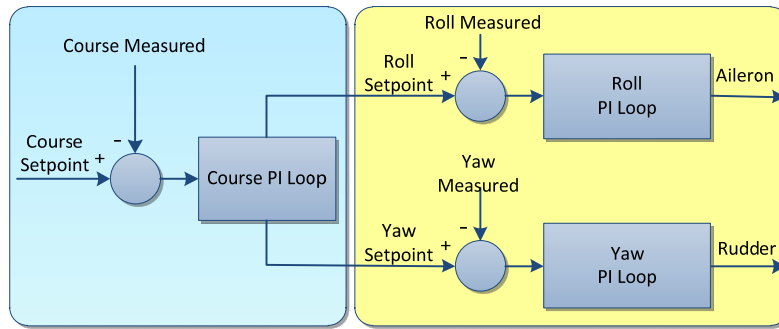 Course Measured
-
Course
Setpoint
+
Course PI Loop
Roll Measured
-
Roll
Setpoint
+
Roll
PI Loop
Aileron
Yaw
Measured
-
Yaw
Setpoint
+
Yaw
PI Loop
Rudder